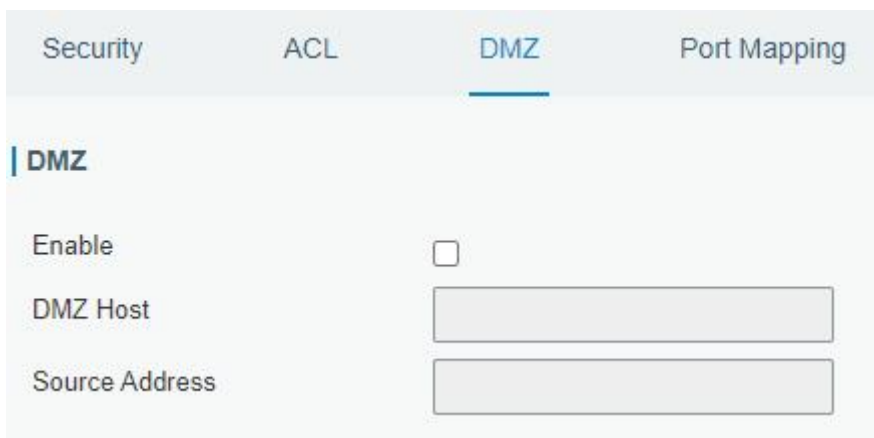 Security ACL DMZ Port Mapping
DMZ
Enable
DMZ Host
Source Address